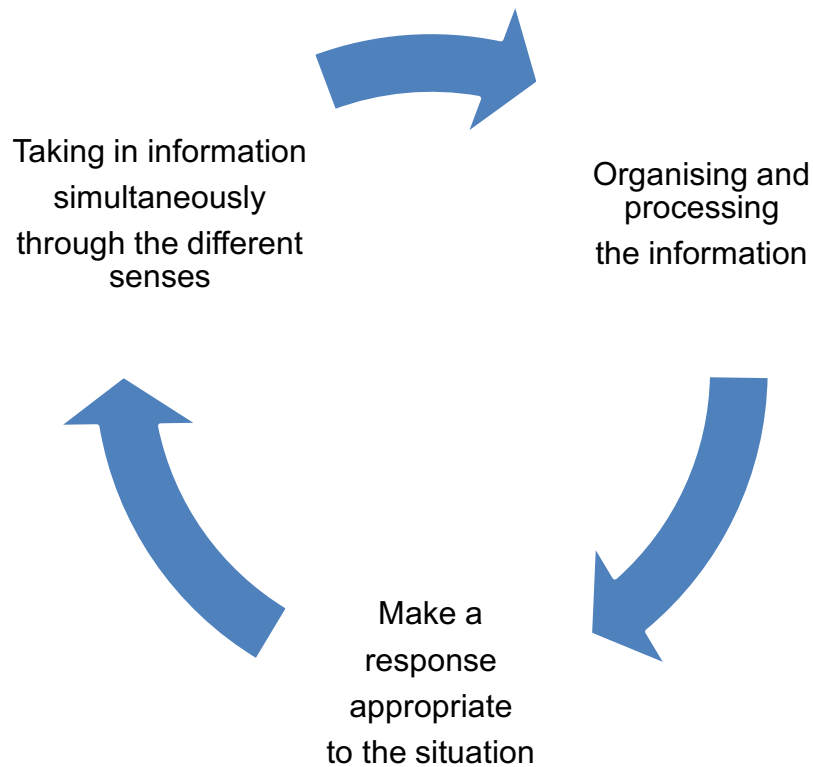 Taking in information
simultaneously
through the different
senses
Organising and
processing
the information
Make a
response
appropriate
to the situation